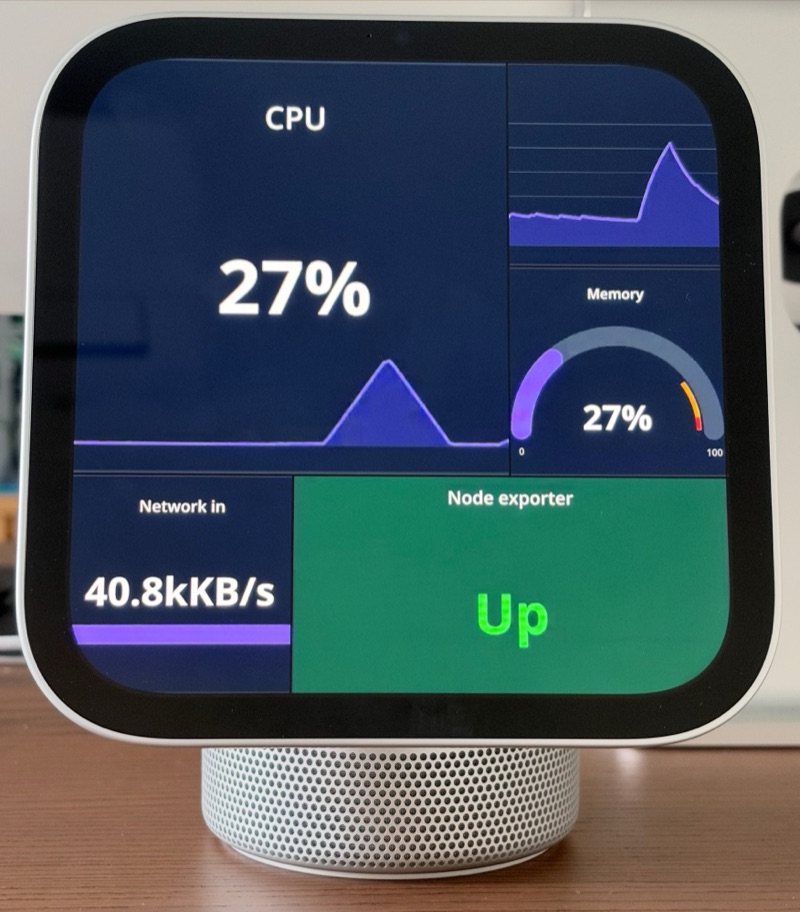 CPU
27%
Memory
27%
0
100
Network in
40.8kKB/s
Node exporter
Up